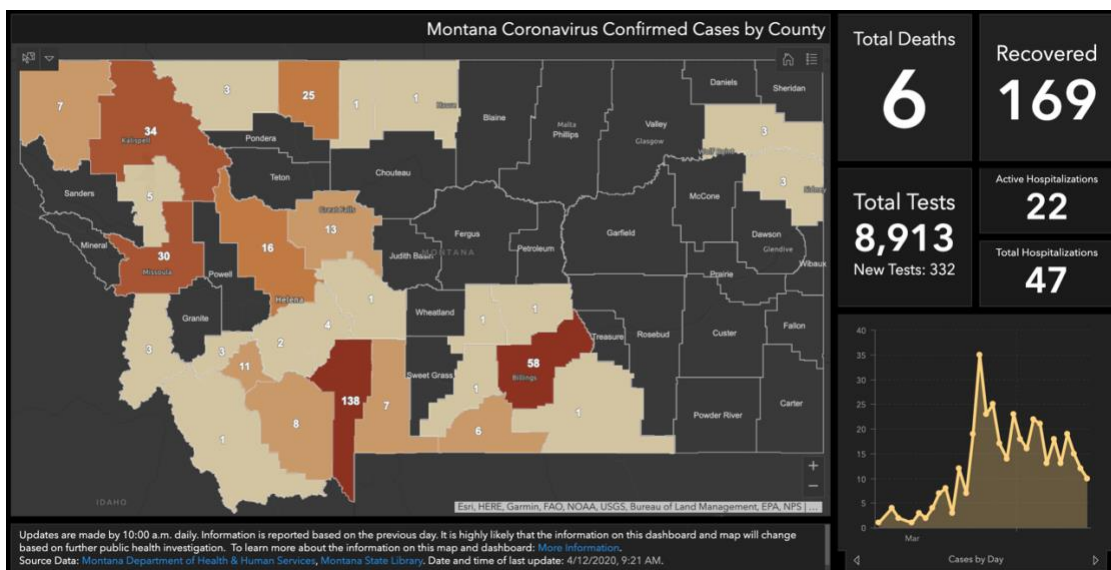 Montana Coronavirus Confirmed Cases by County
Total Deaths
6
Recovered
169
Total Tests
8,913
New Tests: 332
Active Hospitalizations
22
Total Hospitalizations
47
Daniels
Sheridan
7
3
25
1
1
Blaine
Malta
Phillips
Valley
Glasgow
3
34
Kalispell
Pondera
Teton
Chouteau
3
Sidney
Sanders
5
McCone
Great Falls
13
Mineral
30
Missoula
Powell
16
Judith Basin
Fergus
MONTANA
Petroleum
Garfield
Dawson
Glendive
Wibaux
Prairie
Helena
1
Granite
4
Wheatland
1
1
Treasure
Rosebud
Custer
Fallon
3
3
2
11
Sweet Grass
58
Billings
138
7
1
1
Powder River
Carter
8
6
1
IDAHO
+
−
Esri, HERE, Garmin, FAO, NOAA, USGS, Bureau of Land Management, EPA, NPS | ...
40
35
30
25
20
15
10
5
0
Mar
Cases by Day
Updates are made by 10:00 a.m. daily. Information is reported based on the previous day. It is highly likely that the information on this dashboard and map will change
based on further public health investigation. To learn more about the information on this map and dashboard: More Information.
Source Data: Montana Department of Health & Human Services, Montana State Library. Date and time of last update: 4/12/2020, 9:21 AM.